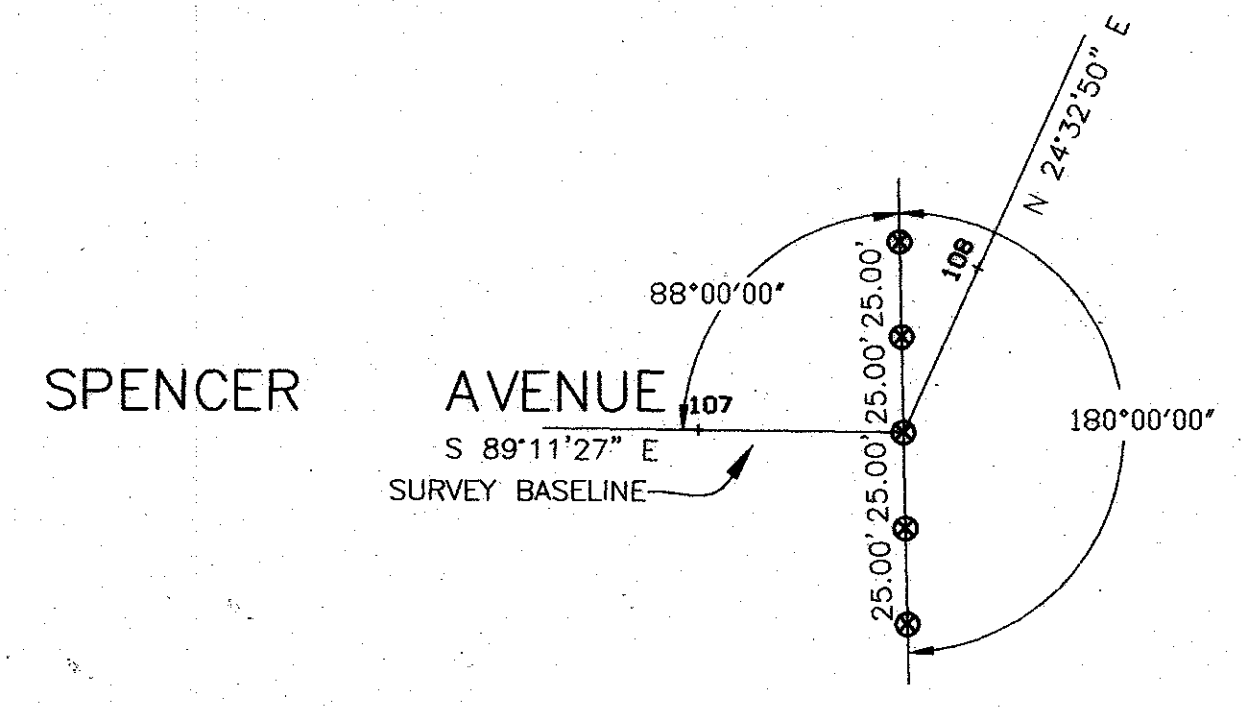 N 24°32'50" E
108
88°00'00"
25.00' 25.00' 25.00' 25.00'
SPENCER AVENUE
107
180°00'00"
S 89°11'27" E
SURVEY BASELINE